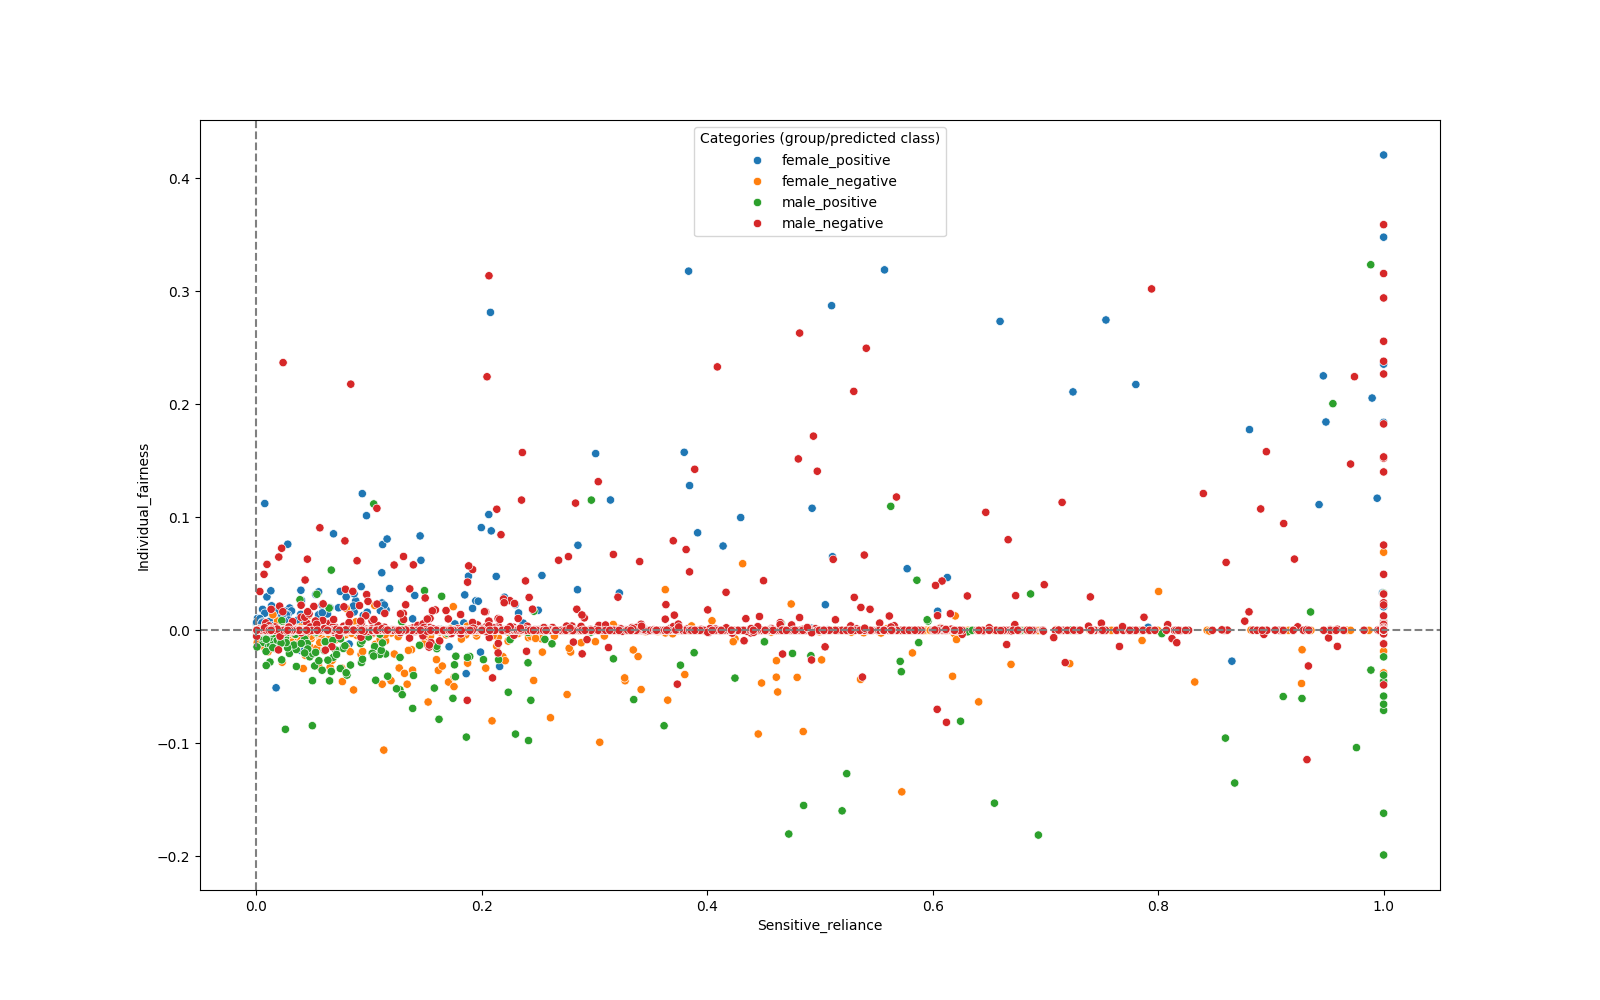 Categories (group/predicted class)
female_positive
female_negative
male_positive
male_negative
0.4
0.3
0.2
0.1
0.0
−0.1
−0.2
Individual_fairness
0.0 0.2 0.4 0.6 0.8 1.0
Sensitive_reliance